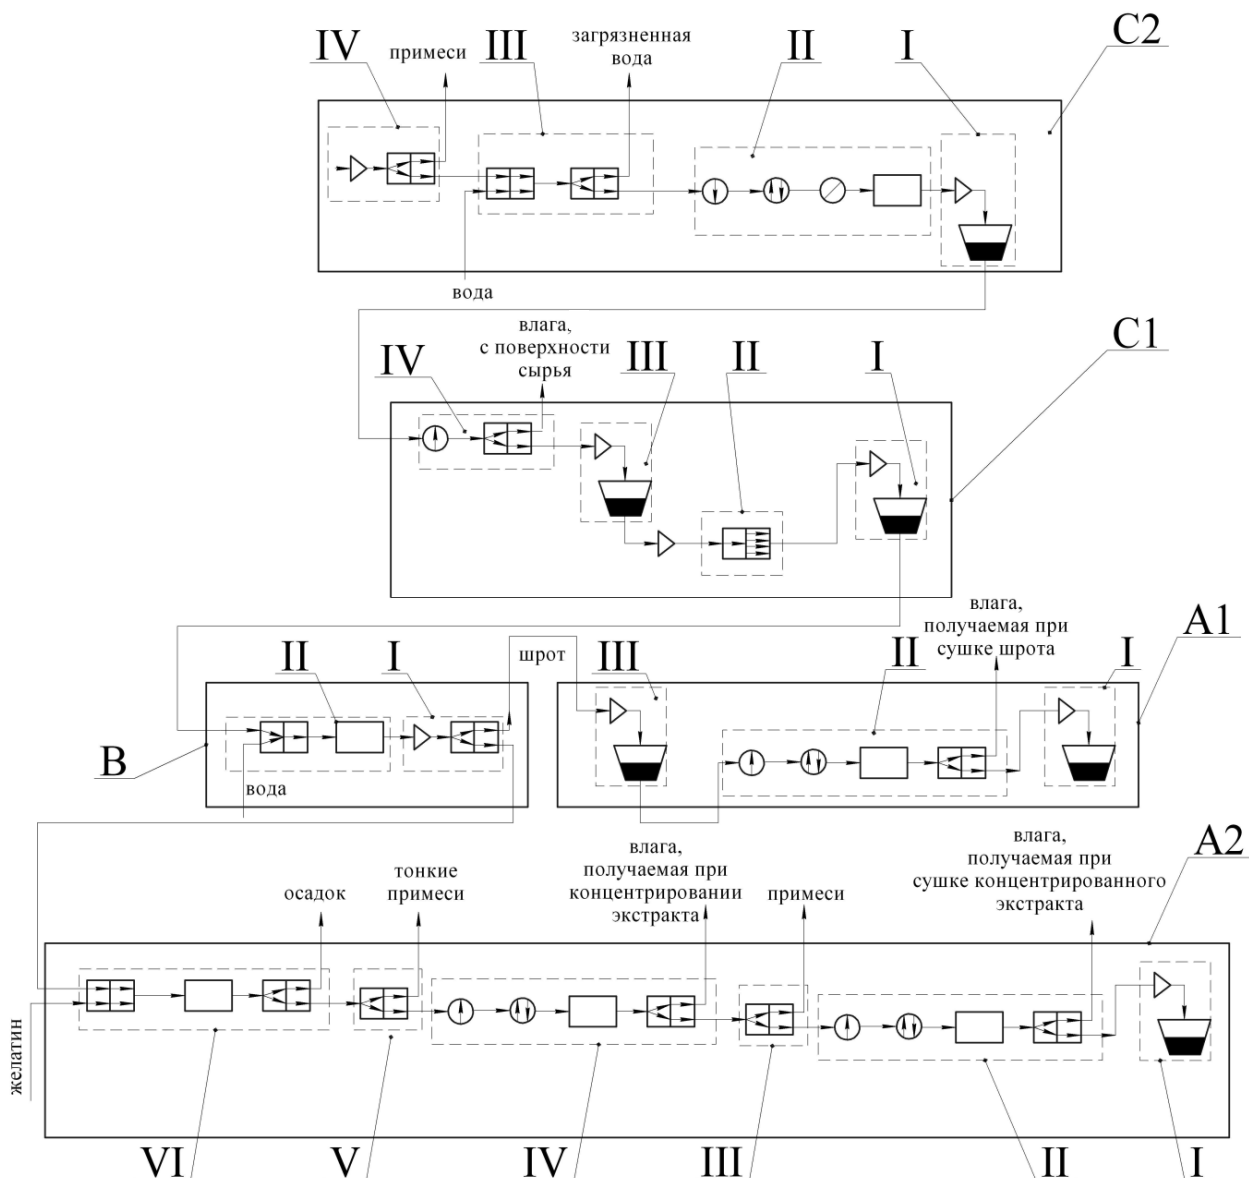 IV
примеси
III
загрязненная
вода
II
I
C2
вода
IV
влага,
с поверхности
сырья
III
II
I
C1
II
I
шрот
III
II
влага,
получаемая при
сушке шрота
I
A1
B
вода
осадок
тонкие
примеси
влага,
получаемая при
концентрировании
экстракта
примеси
влага,
получаемая при
сушке концентрированного
экстракта
A2
желатин
VI
V
IV
III
II
I